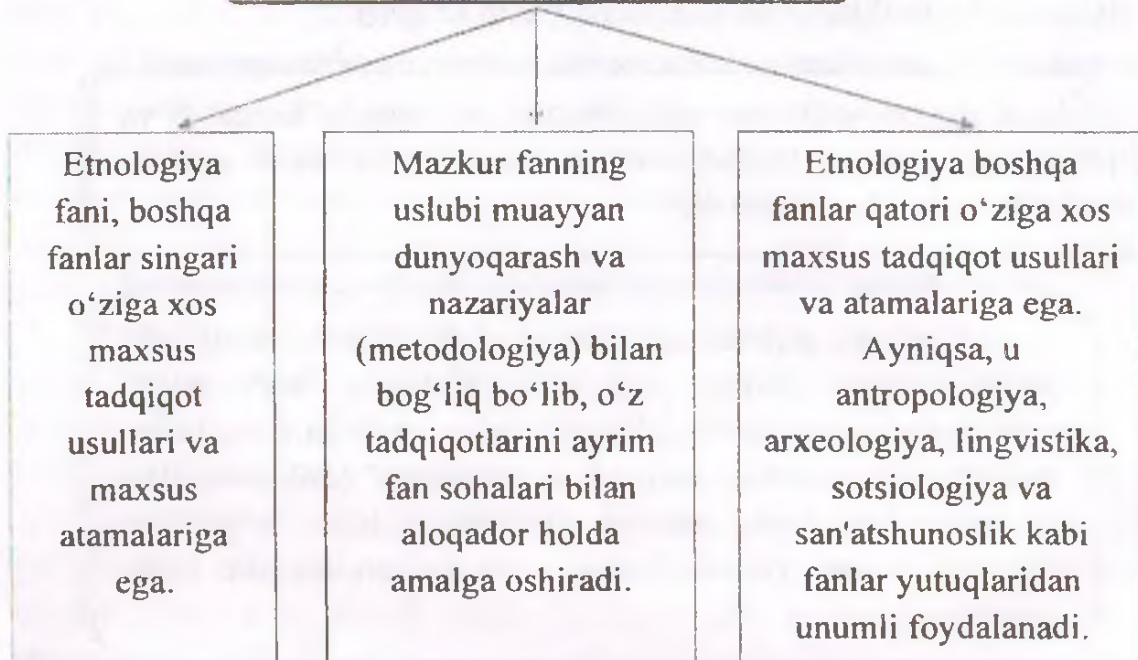 Etnologiya
fani, boshqa
fanlar singari
o‘ziga xos
maxsus
tadqiqot
usullari va
maxsus
atamalariga
ega.
Mazkur fanning
uslubi muayyan
dunyoqarash va
nazariyalar
(metodologiya) bilan
bog‘liq bo‘lib, o‘z
tadqiqotlarini ayrim
fan sohalari bilan
aloqador holda
amalga oshiradi.
Etnologiya boshqa
fanlar qatori o‘ziga xos
maxsus tadqiqot usullari
va atamalariga ega.
Ayniqsa, u
antropologiya,
arxeologiya, lingvistika,
sotsiologiya va
san'atshunoslik kabi
fanlar yutuqlaridan
unumli foydalanadi.